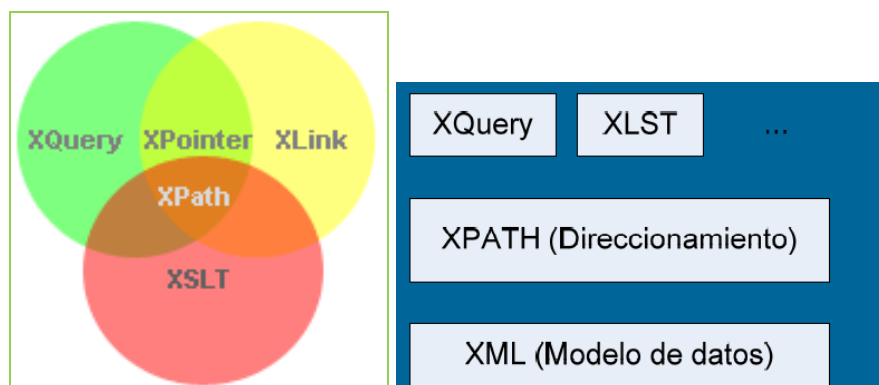 XQuery XPointer XLink
XPath
XSLT
XQuery XLST ...
XPATH (Direccionamiento)
XML (Modelo de datos)